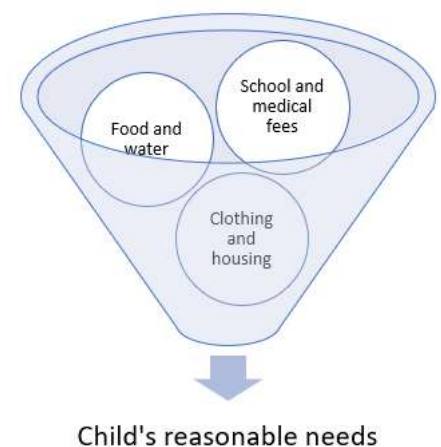 School and
medical
fees
Food and
water
Clothing
and
housing
Child's reasonable needs